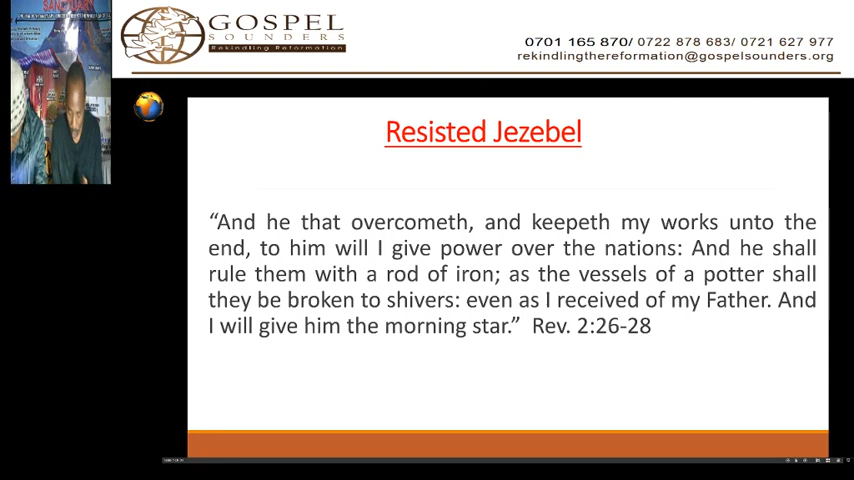 SANCTUARY
GOSPEL
SOUNDERS
Rekindling Reformation
0701 165 870/ 0722 878 683/ 0721 627 977
rekindlingthereformation@gospelsounders.org
Resisted Jezebel
“And he that overcometh, and keepeth my works unto the
end, to him will I give power over the nations: And he shall
rule them with a rod of iron; as the vessels of a potter shall
they be broken to shivers: even as I received of my Father. And
I will give him the morning star.”  Rev. 2:26-28